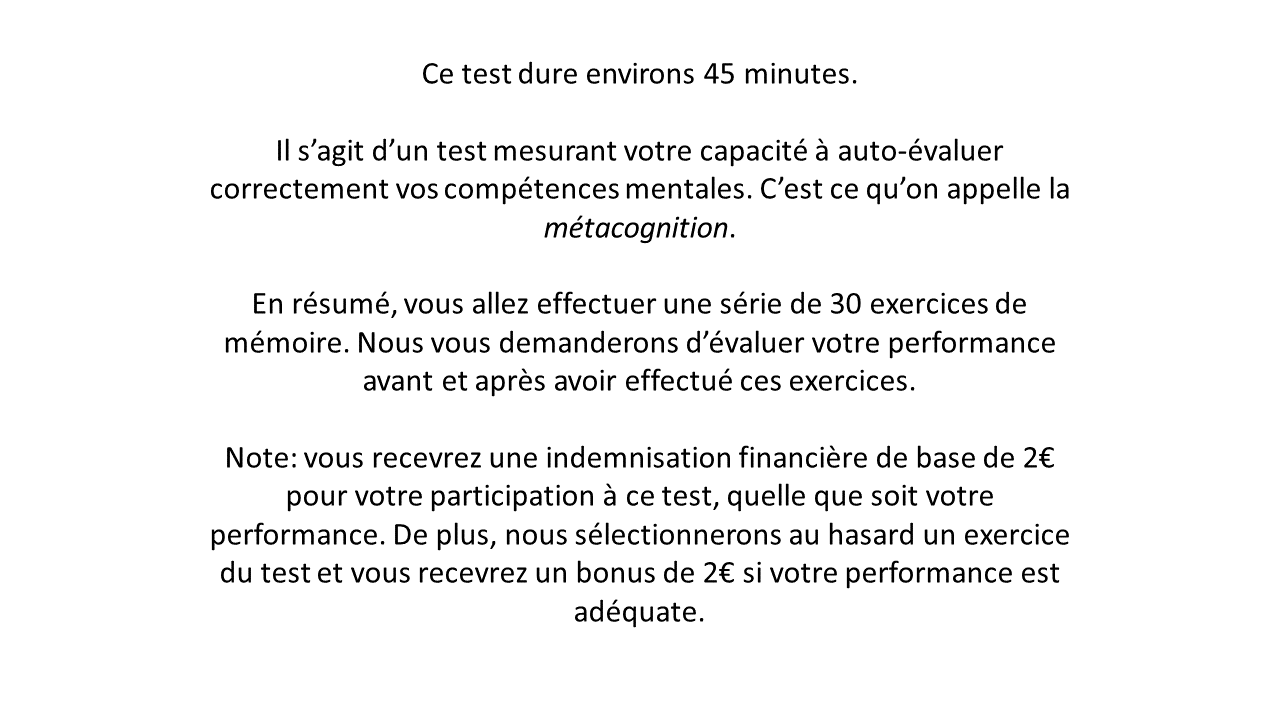 Ce test dure environs 45 minutes.
Il s’agit d’un test mesurant votre capacité à auto-évaluer
correctement vos compétences mentales. C’est ce qu’on appelle la
métacognition.
En résumé, vous allez effectuer une série de 30 exercices de
mémoire. Nous vous demanderons d’évaluer votre performance
avant et après avoir effectué ces exercices.
Note: vous recevrez une indemnisation financière de base de 2€
pour votre participation à ce test, quelle que soit votre
performance. De plus, nous sélectionnerons au hasard un exercice
du test et vous recevrez un bonus de 2€ si votre performance est
adéquate.